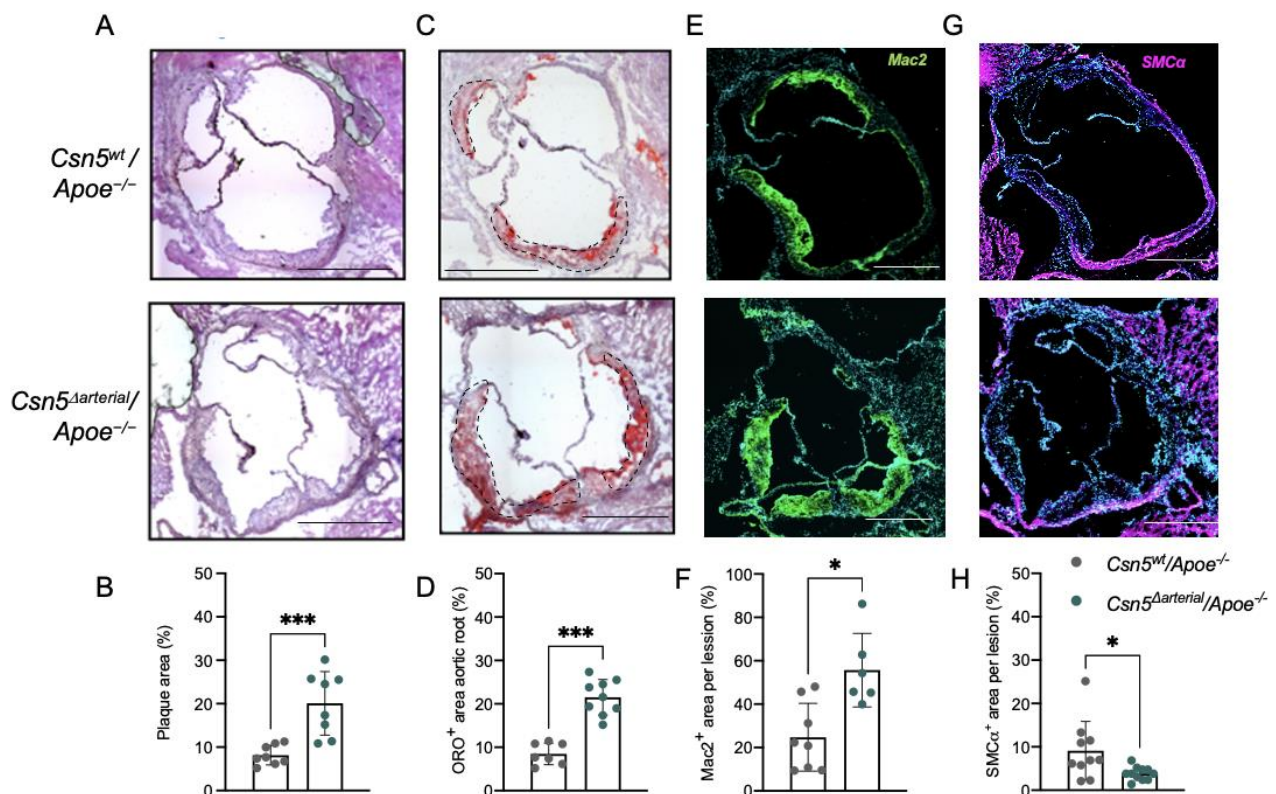 A
C
E
G
Csn5wt/
Apoe−/−
Mac2
SMCα
Csn5Δarterial/
Apoe−/−
B
Plaque area (%)
50
40
30
20
10
0
***
D
ORO+ area aortic root (%)
50
40
30
20
10
0
***
F
Mac2+ area per lession (%)
100
80
60
40
20
0
*
H
SMCα+ area per lesion (%)
50
40
30
20
10
0
*
Csn5wt/Apoe-/-
Csn5Δarterial/Apoe-/-